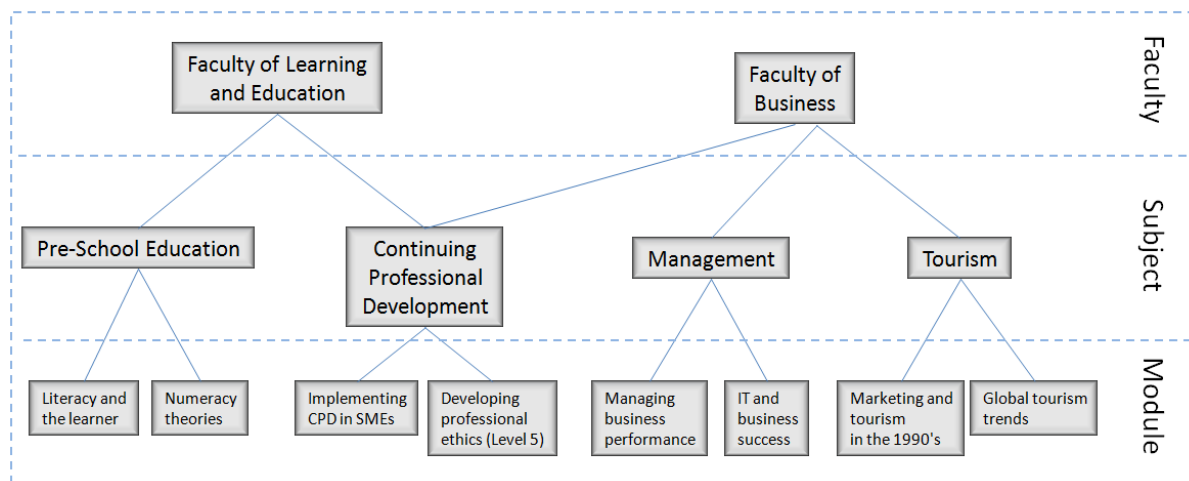 Faculty of Learning
and Education
Faculty of
Business
Faculty
Pre-School Education
Continuing
Professional
Development
Management
Tourism
Subject
Literacy and
the learner
Numeracy
theories
Implementing
CPD in SMEs
Developing
professional
ethics (Level 5)
Managing
business
performance
IT and
business
success
Marketing and
tourism
in the 1990's
Global tourism
trends
Module